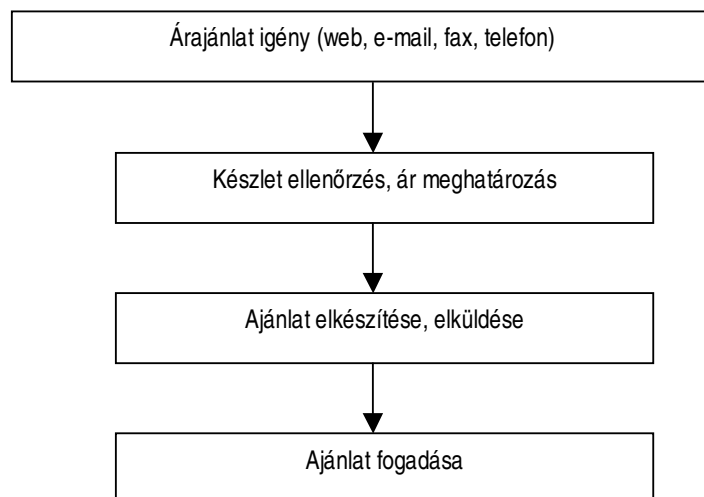 Árajánlat igény (web, e-mail, fax, telefon)
Készlet ellenőrzés, ár meghatározás
Ajánlat elkészítése, elküldése
Ajánlat fogadása